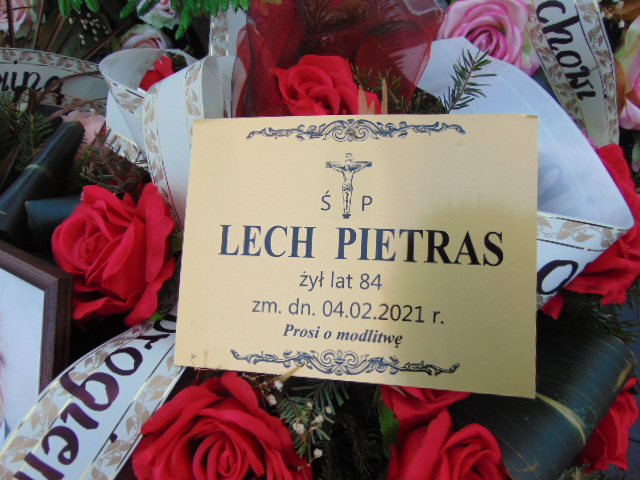 Ś P
LECH PIETRAS
żył lat 84
zm. dn. 04.02.2021 r.
Prosi o modlitwę